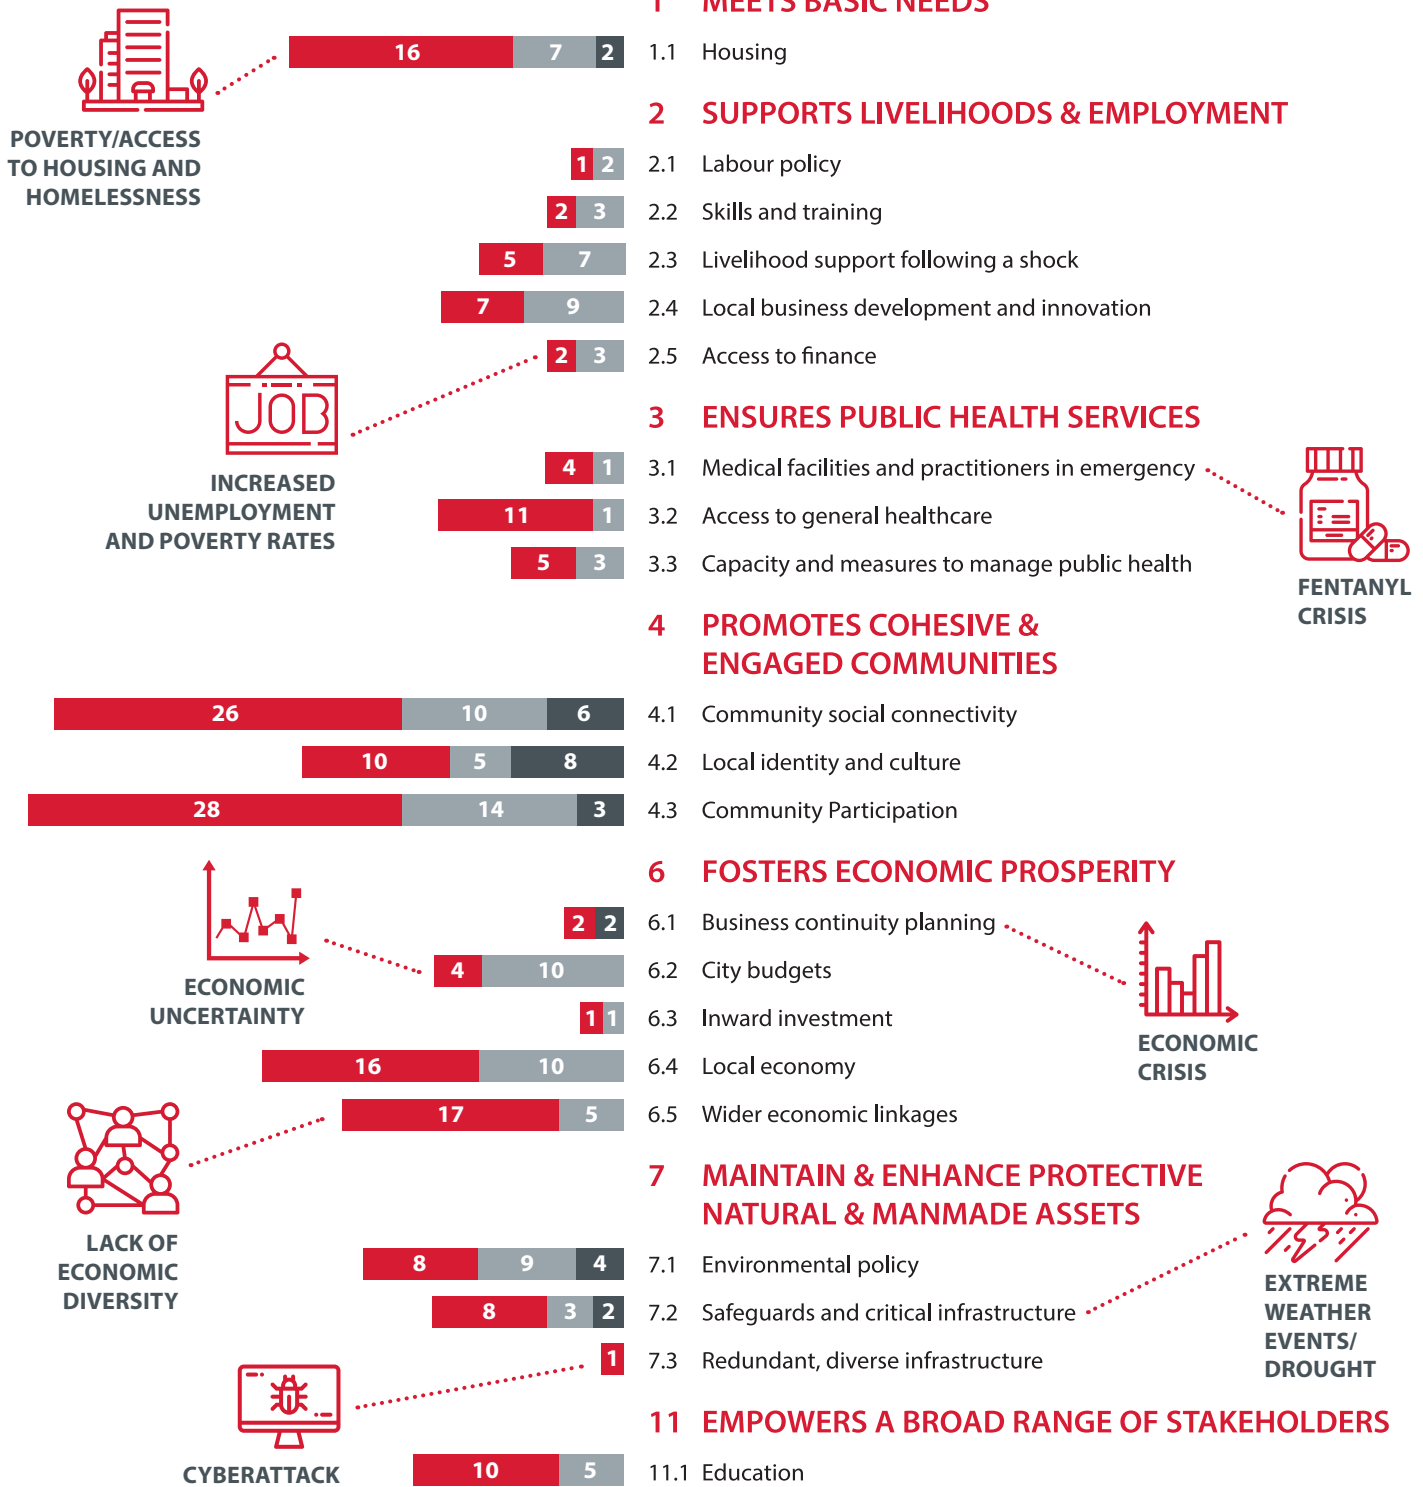 1 MEETS BASIC NEEDS
16 7 2 1.1 Housing
POVERTY/ACCESS
TO HOUSING AND
HOMELESSNESS
2 SUPPORTS LIVELIHOODS & EMPLOYMENT
1 2 2.1 Labour policy
2 3 2.2 Skills and training
5 7 2.3 Livelihood support following a shock
7 9 2.4 Local business development and innovation
2 3 2.5 Access to finance
JOB
INCREASED
UNEMPLOYMENT
AND POVERTY RATES
3 ENSURES PUBLIC HEALTH SERVICES
4 1 3.1 Medical facilities and practitioners in emergency
11 1 3.2 Access to general healthcare
5 3 3.3 Capacity and measures to manage public health
FENTANYL
CRISIS
4 PROMOTES COHESIVE &
ENGAGED COMMUNITIES
26 10 6 4.1 Community social connectivity
10 5 8 4.2 Local identity and culture
28 14 3 4.3 Community Participation
6 FOSTERS ECONOMIC PROSPERITY
2 2 6.1 Business continuity planning
4 10 6.2 City budgets
1 1 6.3 Inward investment
16 10 6.4 Local economy
17 5 6.5 Wider economic linkages
ECONOMIC
UNCERTAINTY
ECONOMIC
CRISIS
LACK OF
ECONOMIC
DIVERSITY
7 MAINTAIN & ENHANCE PROTECTIVE
NATURAL & MANMADE ASSETS
8 9 4 7.1 Environmental policy
8 3 2 7.2 Safeguards and critical infrastructure
1 7.3 Redundant, diverse infrastructure
EXTREME
WEATHER
EVENTS/
DROUGHT
CYBERATTACK
11 EMPOWERS A BROAD RANGE OF STAKEHOLDERS
10 5 11.1 Education